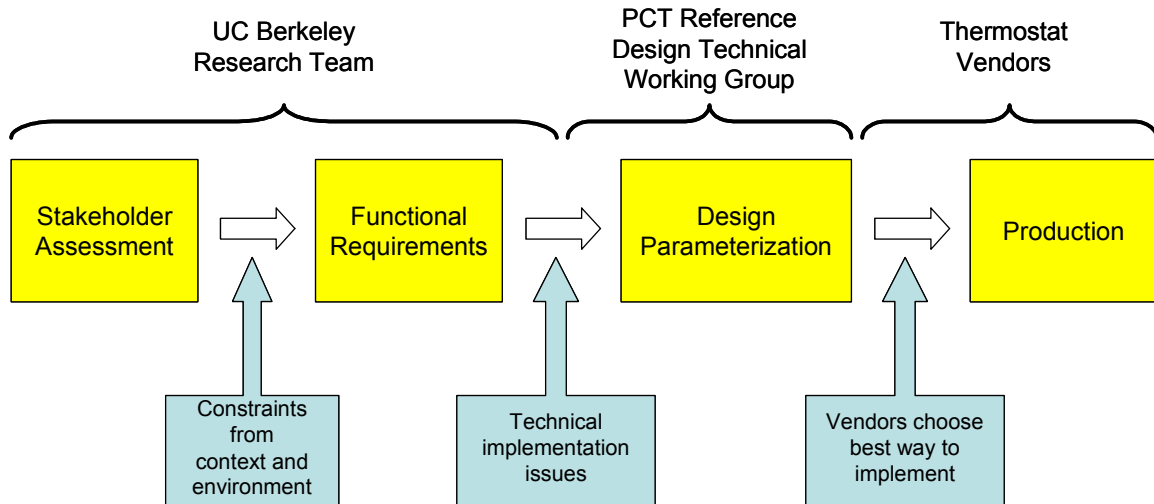 UC Berkeley
Research Team
PCT Reference
Design Technical
Working Group
Thermostat
Vendors
Stakeholder
Assessment
Functional
Requirements
Design
Parameterization
Production
Constraints
from
context and
environment
Technical
implementation
issues
Vendors choose
best way to
implement